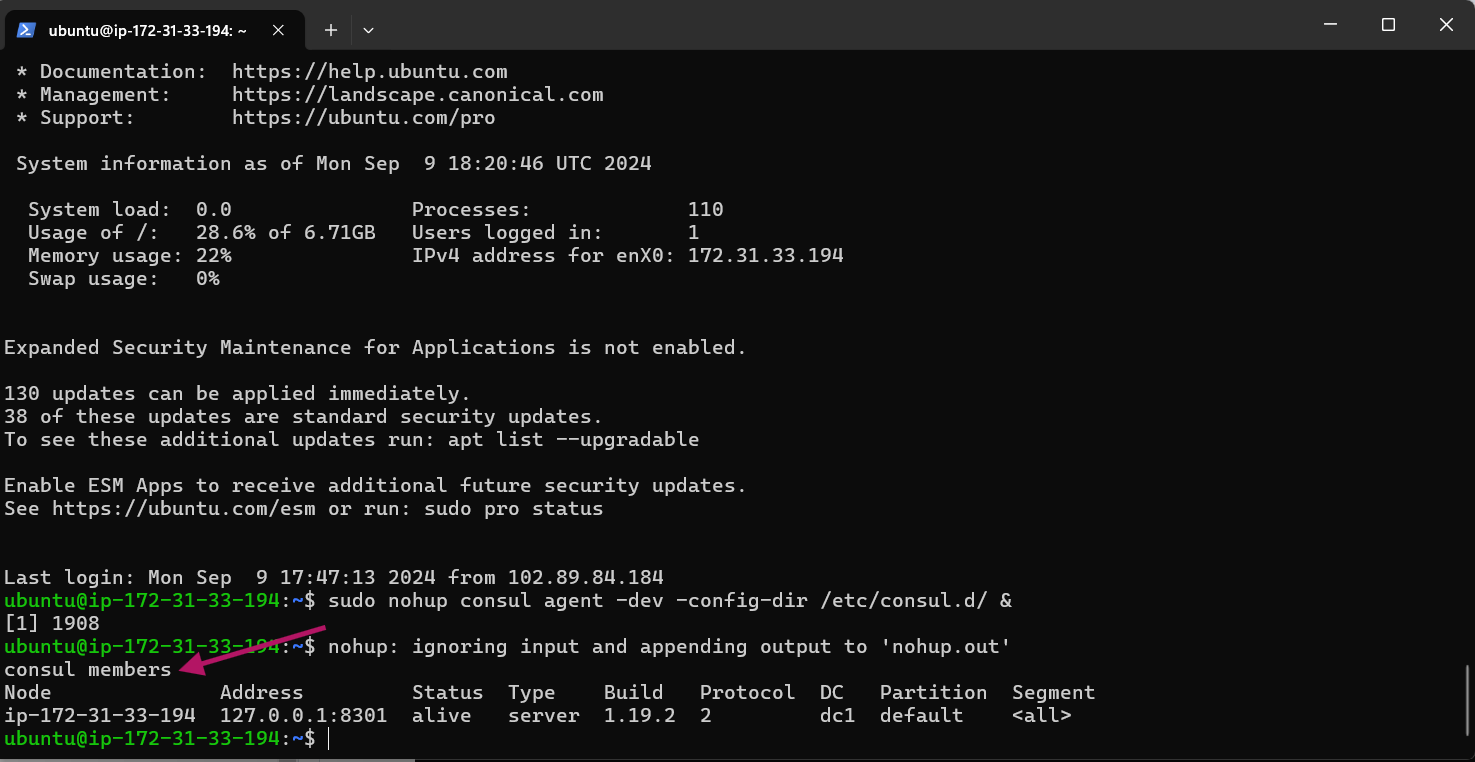 ubuntu@ip-172-31-33-194: ~
* Documentation:  https://help.ubuntu.com
* Management:     https://landscape.canonical.com
* Support:        https://ubuntu.com/pro
System information as of Mon Sep  9 18:20:46 UTC 2024
System load:  0.0               Processes:             110
Usage of /:   28.6% of 6.71GB   Users logged in:       1
Memory usage: 22%               IPv4 address for enX0: 172.31.33.194
Swap usage:   0%
Expanded Security Maintenance for Applications is not enabled.
130 updates can be applied immediately.
38 of these updates are standard security updates.
To see these additional updates run: apt list --upgradable
Enable ESM Apps to receive additional future security updates.
See https://ubuntu.com/esm or run: sudo pro status
Last login: Mon Sep  9 17:47:13 2024 from 102.89.84.184
ubuntu@ip-172-31-33-194:~$ sudo nohup consul agent -dev -config-dir /etc/consul.d/ &
[1] 1908
ubuntu@ip-172-31-33-194:~$ nohup: ignoring input and appending output to 'nohup.out'
consul members
Node              Address         Status  Type    Build   Protocol  DC   Partition  Segment
ip-172-31-33-194  127.0.0.1:8301  alive   server  1.19.2  2         dc1  default    <all>
ubuntu@ip-172-31-33-194:~$